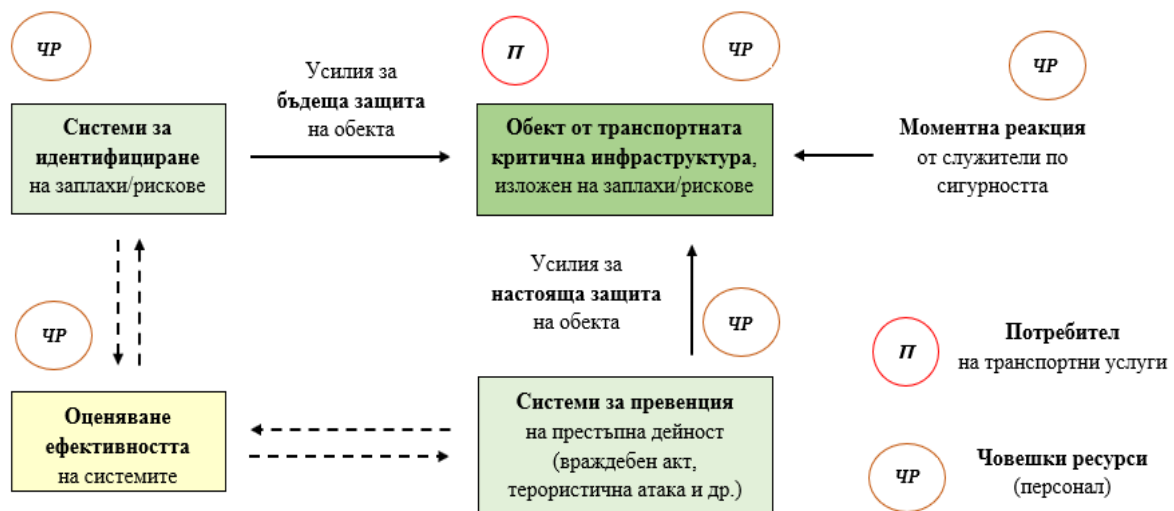 ЧР
П
ЧР
ЧР
Усилия за
бъдеща защита
на обекта
Системи за
идентифициране
на заплахи/рискове
Обект от транспортната
критична инфраструктура,
изложен на заплахи/рискове
Моментна реакция
от служители по
сигурността
Усилия за
настояща защита
на обекта
ЧР
ЧР
П
Потребител
на транспортни услуги
Оценяване
ефективността
на системите
Системи за превенция
на престъпна дейност
(враждебен акт,
терористична атака и др.)
ЧР
Човешки ресурси
(персонал)